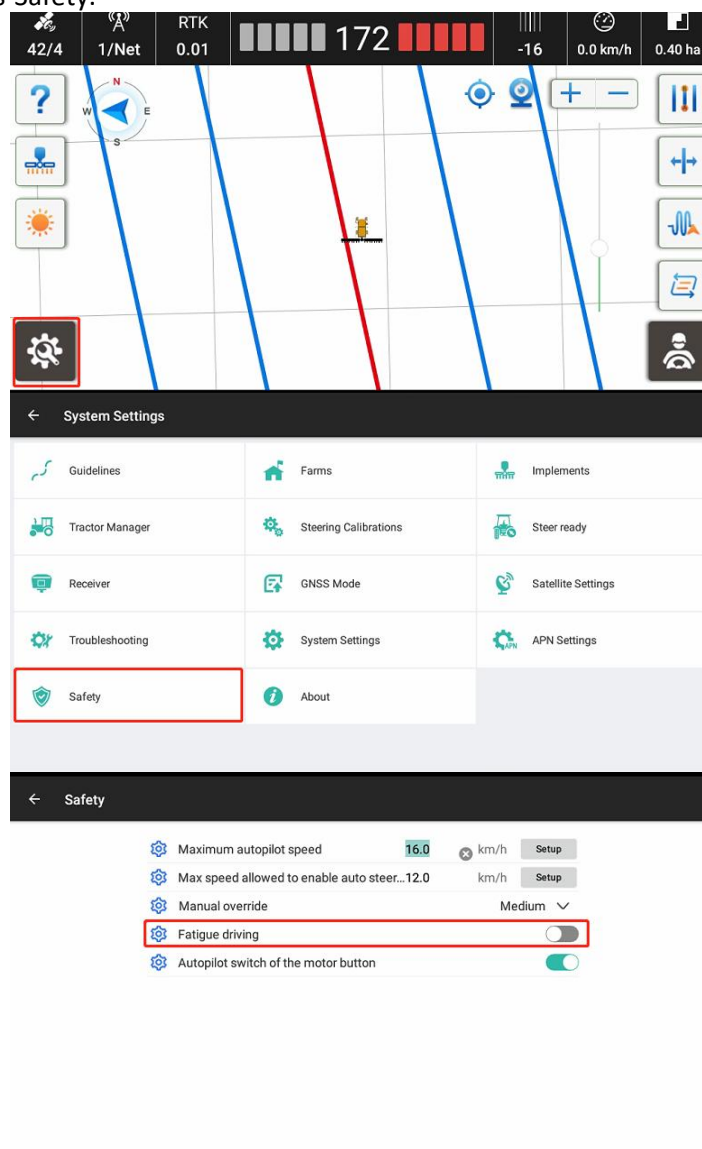 s Safety.
RTK
42/4 1/Net 0.01 172 -16 0.0 km/h 0.40 ha
?
N
W E
S
+ −
← System Settings
Guidelines Farms Implements
Tractor Manager Steering Calibrations Steer ready
Receiver GNSS Mode Satellite Settings
Troubleshooting System Settings APN APN Settings
Safety i About
← Safety
Maximum autopilot speed 16.0 km/h Setup
Max speed allowed to enable auto steer...12.0 km/h Setup
Manual override Medium
Fatigue driving
Autopilot switch of the motor button